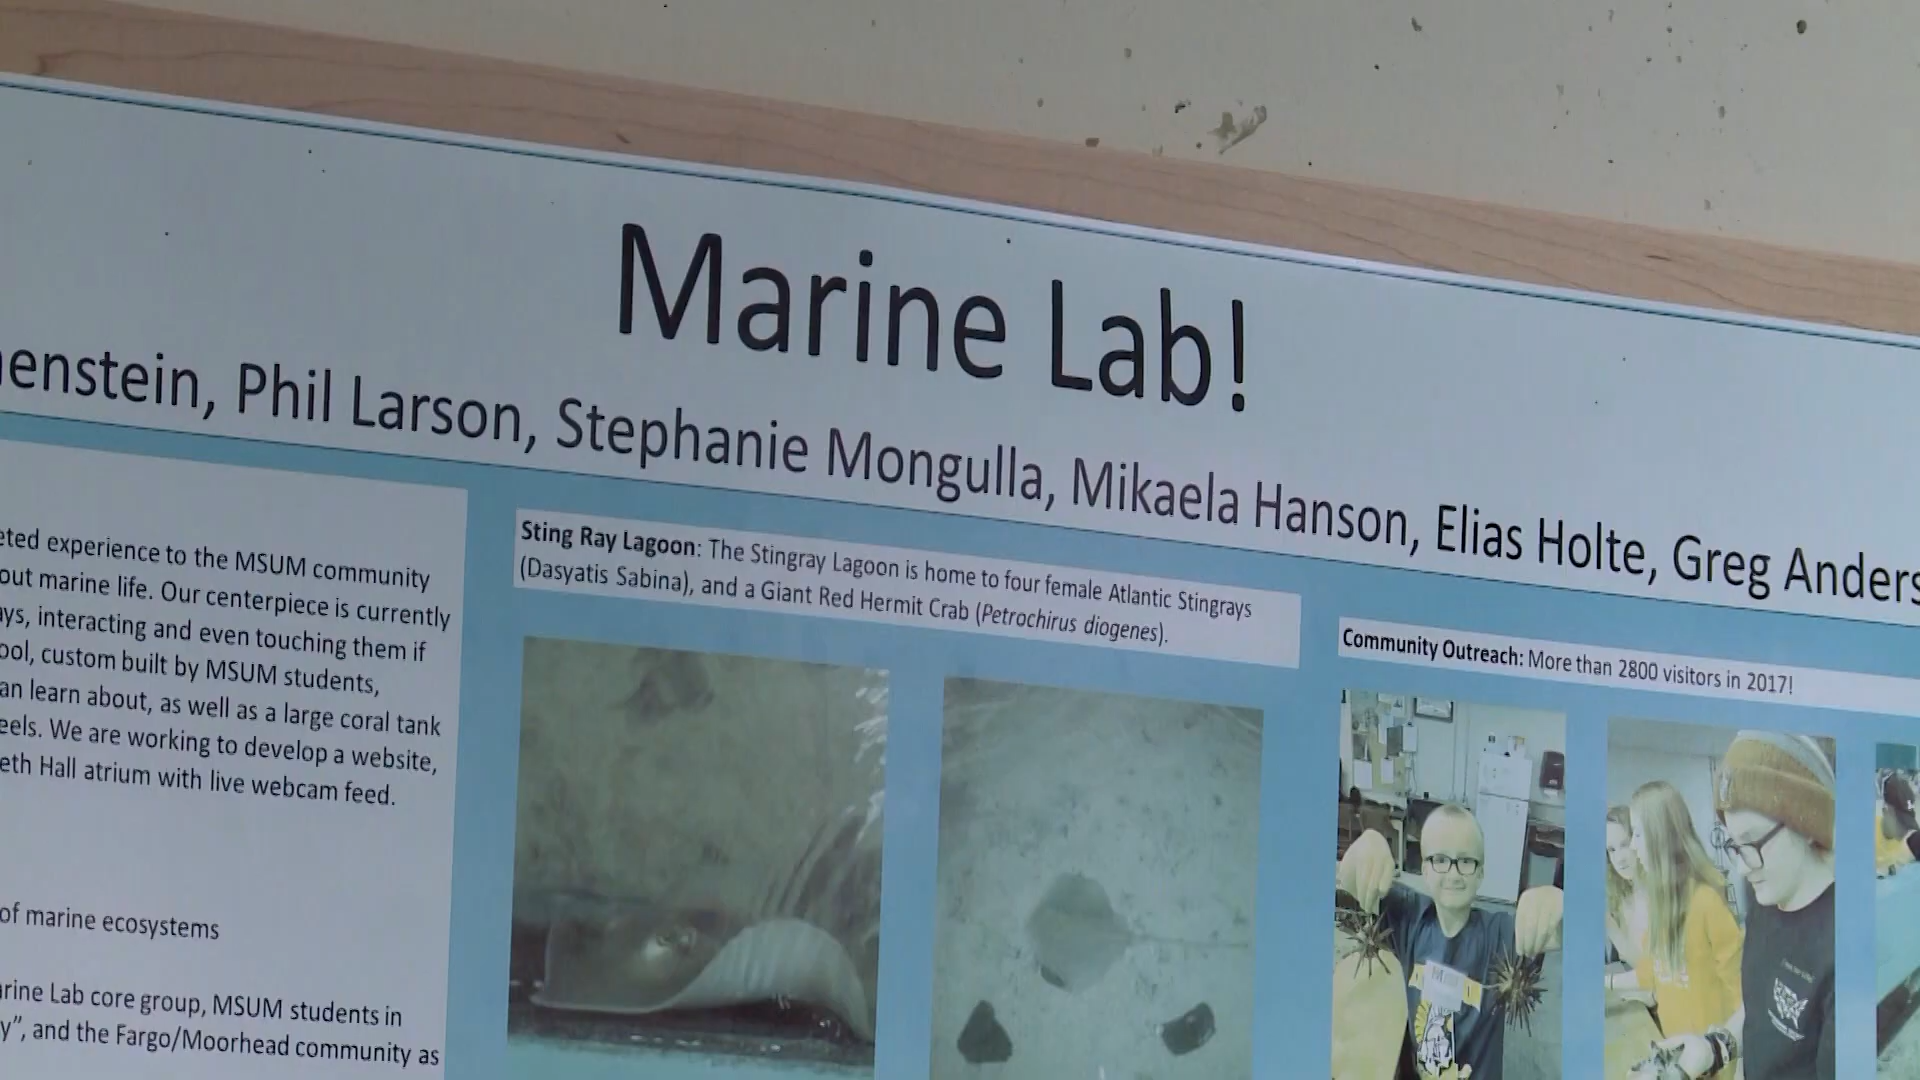 Marine Lab!
enstein, Phil Larson, Stephanie Mongulla, Mikaela Hanson, Elias Holte, Greg Anders
eted experience to the MSUM community
out marine life. Our centerpiece is currently
ays, interacting and even touching them if
ool, custom built by MSUM students,
an learn about, as well as a large coral tank
eels. We are working to develop a website,
eth Hall atrium with live webcam feed.
of marine ecosystems
arine Lab core group, MSUM students in
y”, and the Fargo/Moorhead community as
Sting Ray Lagoon: The Stingray Lagoon is home to four female Atlantic Stingrays
(Dasyatis Sabina), and a Giant Red Hermit Crab (Petrochirus diogenes).
Community Outreach: More than 2800 visitors in 2017!